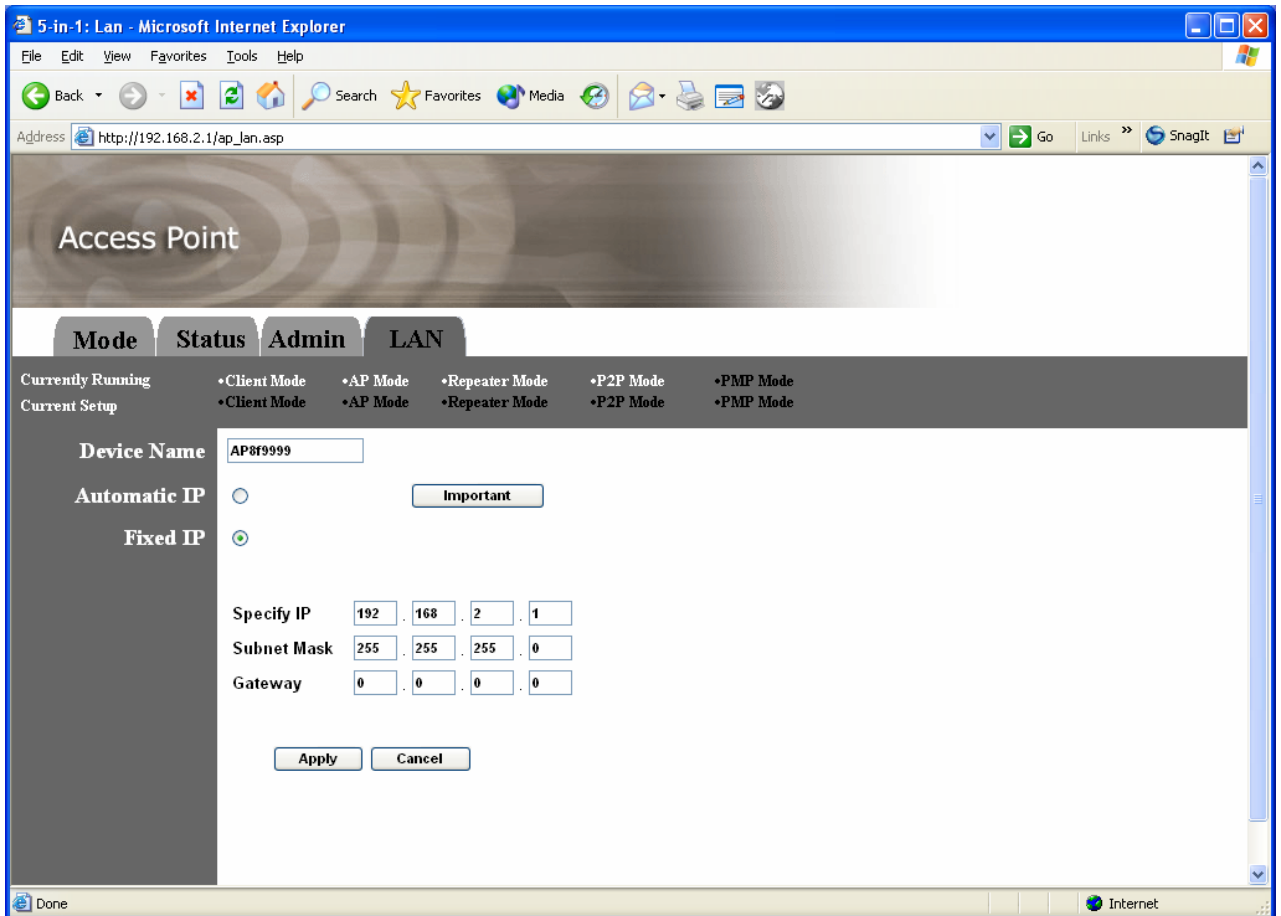 5-in-1: Lan - Microsoft Internet Explorer
File Edit View Favorites Tools Help
Back Search Favorites Media
Address http://192.168.2.1/ap_lan.asp Go Links » SnagIt
Access Point
Mode Status Admin LAN
Currently Running •Client Mode •AP Mode •Repeater Mode •P2P Mode •PMP Mode
Current Setup •Client Mode •AP Mode •Repeater Mode •P2P Mode •PMP Mode
Device Name AP8f9999
Automatic IP Important
Fixed IP
Specify IP 192 . 168 . 2 . 1
Subnet Mask 255 . 255 . 255 . 0
Gateway 0 . 0 . 0 . 0
Apply Cancel
Done Internet